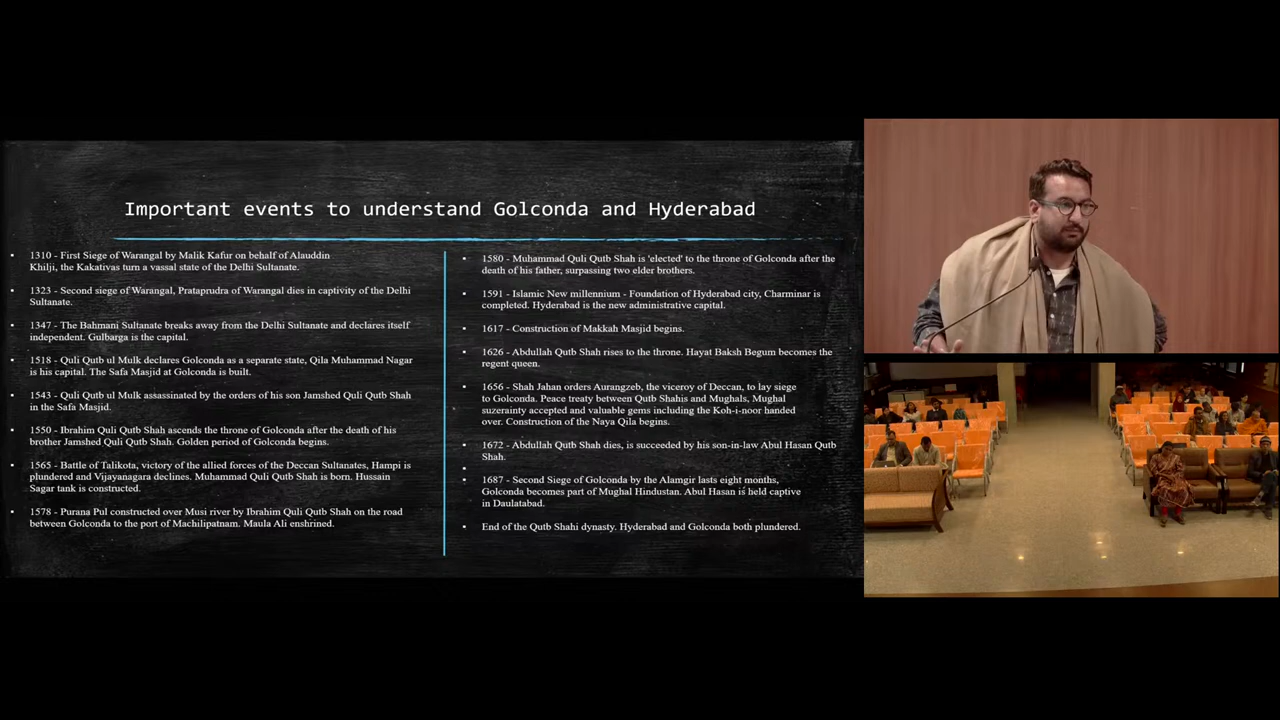 Important events to understand Golconda and Hyderabad
▪ 1310 - First Siege of Warangal by Malik Kafur on behalf of Alauddin
Khilji, the Kakativas turn a vassal state of the Delhi Sultanate.
▪ 1323 - Second siege of Warangal, Prataprudra of Warangal dies in captivity of the Delhi
Sultanate.
▪ 1347 - The Bahmani Sultanate breaks away from the Delhi Sultanate and declares itself
independent. Gulbarga is the capital.
▪ 1518 - Quli Qutb ul Mulk declares Golconda as a separate state, Qila Muhammad Nagar
is his capital. The Safa Masjid at Golconda is built.
▪ 1543 - Quli Qutb ul Mulk assassinated by the orders of his son Jamshed Quli Qutb Shah
in the Safa Masjid.
▪ 1550 - Ibrahim Quli Qutb Shah ascends the throne of Golconda after the death of his
brother Jamshed Quli Qutb Shah. Golden period of Golconda begins.
▪ 1565 - Battle of Talikota, victory of the allied forces of the Deccan Sultanates, Hampi is
plundered and Vijayanagara declines. Muhammad Quli Qutb Shah is born. Hussain
Sagar tank is constructed.
▪ 1578 - Purana Pul constructed over Musi river by Ibrahim Quli Qutb Shah on the road
between Golconda to the port of Machilipatnam. Maula Ali enshrined.
▪ 1580 - Muhammad Quli Qutb Shah is 'elected' to the throne of Golconda after the
death of his father, surpassing two elder brothers.
▪ 1591 - Islamic New millennium - Foundation of Hyderabad city, Charminar is
completed. Hyderabad is the new administrative capital.
▪ 1617 - Construction of Makkah Masjid begins.
▪ 1626 - Abdullah Qutb Shah rises to the throne. Hayat Baksh Begum becomes the
regent queen.
▪ 1656 - Shah Jahan orders Aurangzeb, the viceroy of Deccan, to lay siege
to Golconda. Peace treaty between Qutb Shahis and Mughals, Mughal
suzerainty accepted and valuable gems including the Koh-i-noor handed
over. Construction of the Naya Qila begins.
▪ 1672 - Abdullah Qutb Shah dies, is succeeded by his son-in-law Abul Hasan Qutb
Shah.
▪
▪ 1687 - Second Siege of Golconda by the Alamgir lasts eight months,
Golconda becomes part of Mughal Hindustan. Abul Hasan is held captive
in Daulatabad.
▪ End of the Qutb Shahi dynasty. Hyderabad and Golconda both plundered.